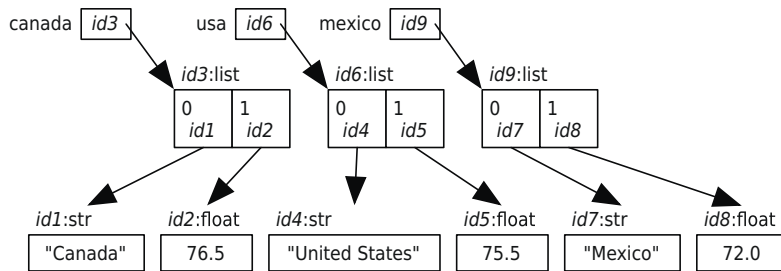 canada id3 usa id6 mexico id9
id3:list id6:list id9:list
0 1 0 1 0 1
id1 id2 id4 id5 id7 id8
id1:str id2:float id4:str id5:float id7:str id8:float
"Canada" 76.5 "United States" 75.5 "Mexico" 72.0